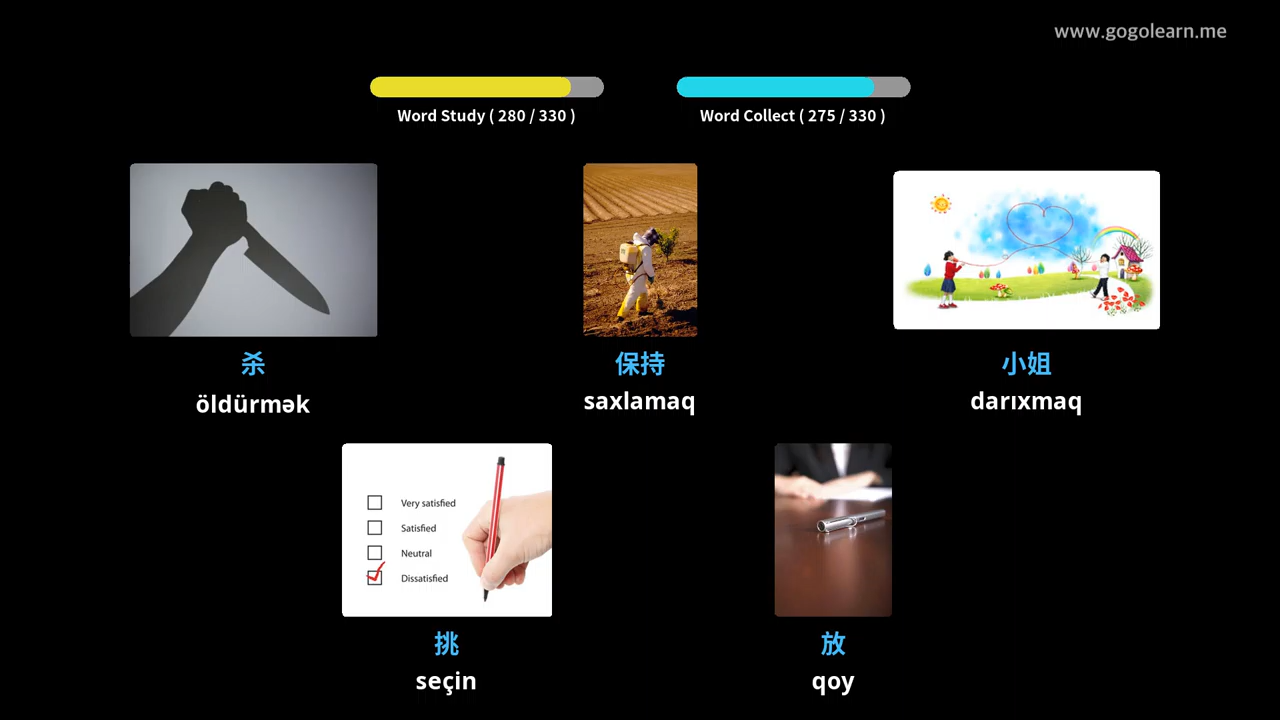 www.gogolearn.me
Word Study ( 280 / 330 )
Word Collect ( 275 / 330 )
杀
öldürmək
保持
saxlamaq
小姐
darıxmaq
Very satisfied
Satisfied
Neutral
Dissatisfied
挑
seçin
放
qoy